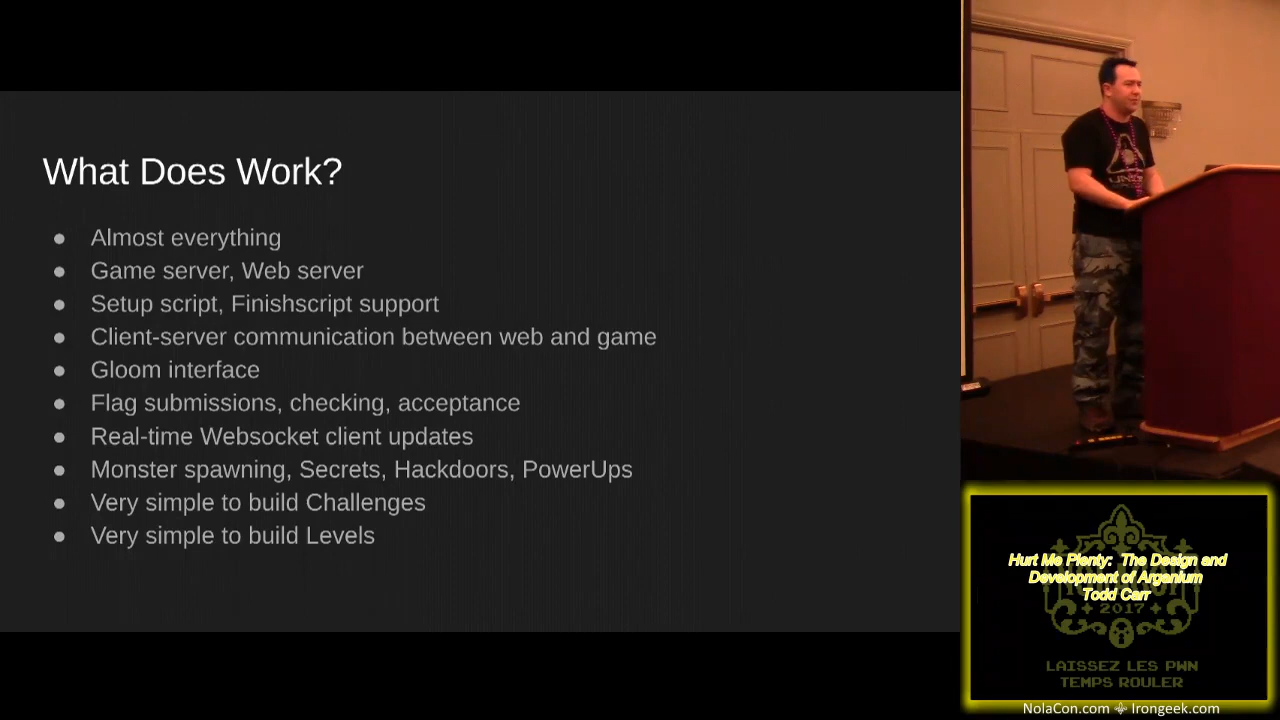 What Does Work?
● Almost everything
● Game server, Web server
● Setup script, Finishscript support
● Client-server communication between web and game
● Gloom interface
● Flag submissions, checking, acceptance
● Real-time Websocket client updates
● Monster spawning, Secrets, Hackdoors, PowerUps
● Very simple to build Challenges
● Very simple to build Levels
Hurt Me Plenty: The Design and
Development of Arganium
Todd Carr
2017
LAISSEZ LES PWN
TEMPS ROULER
NolaCon.com ⚜ Irongeek.com